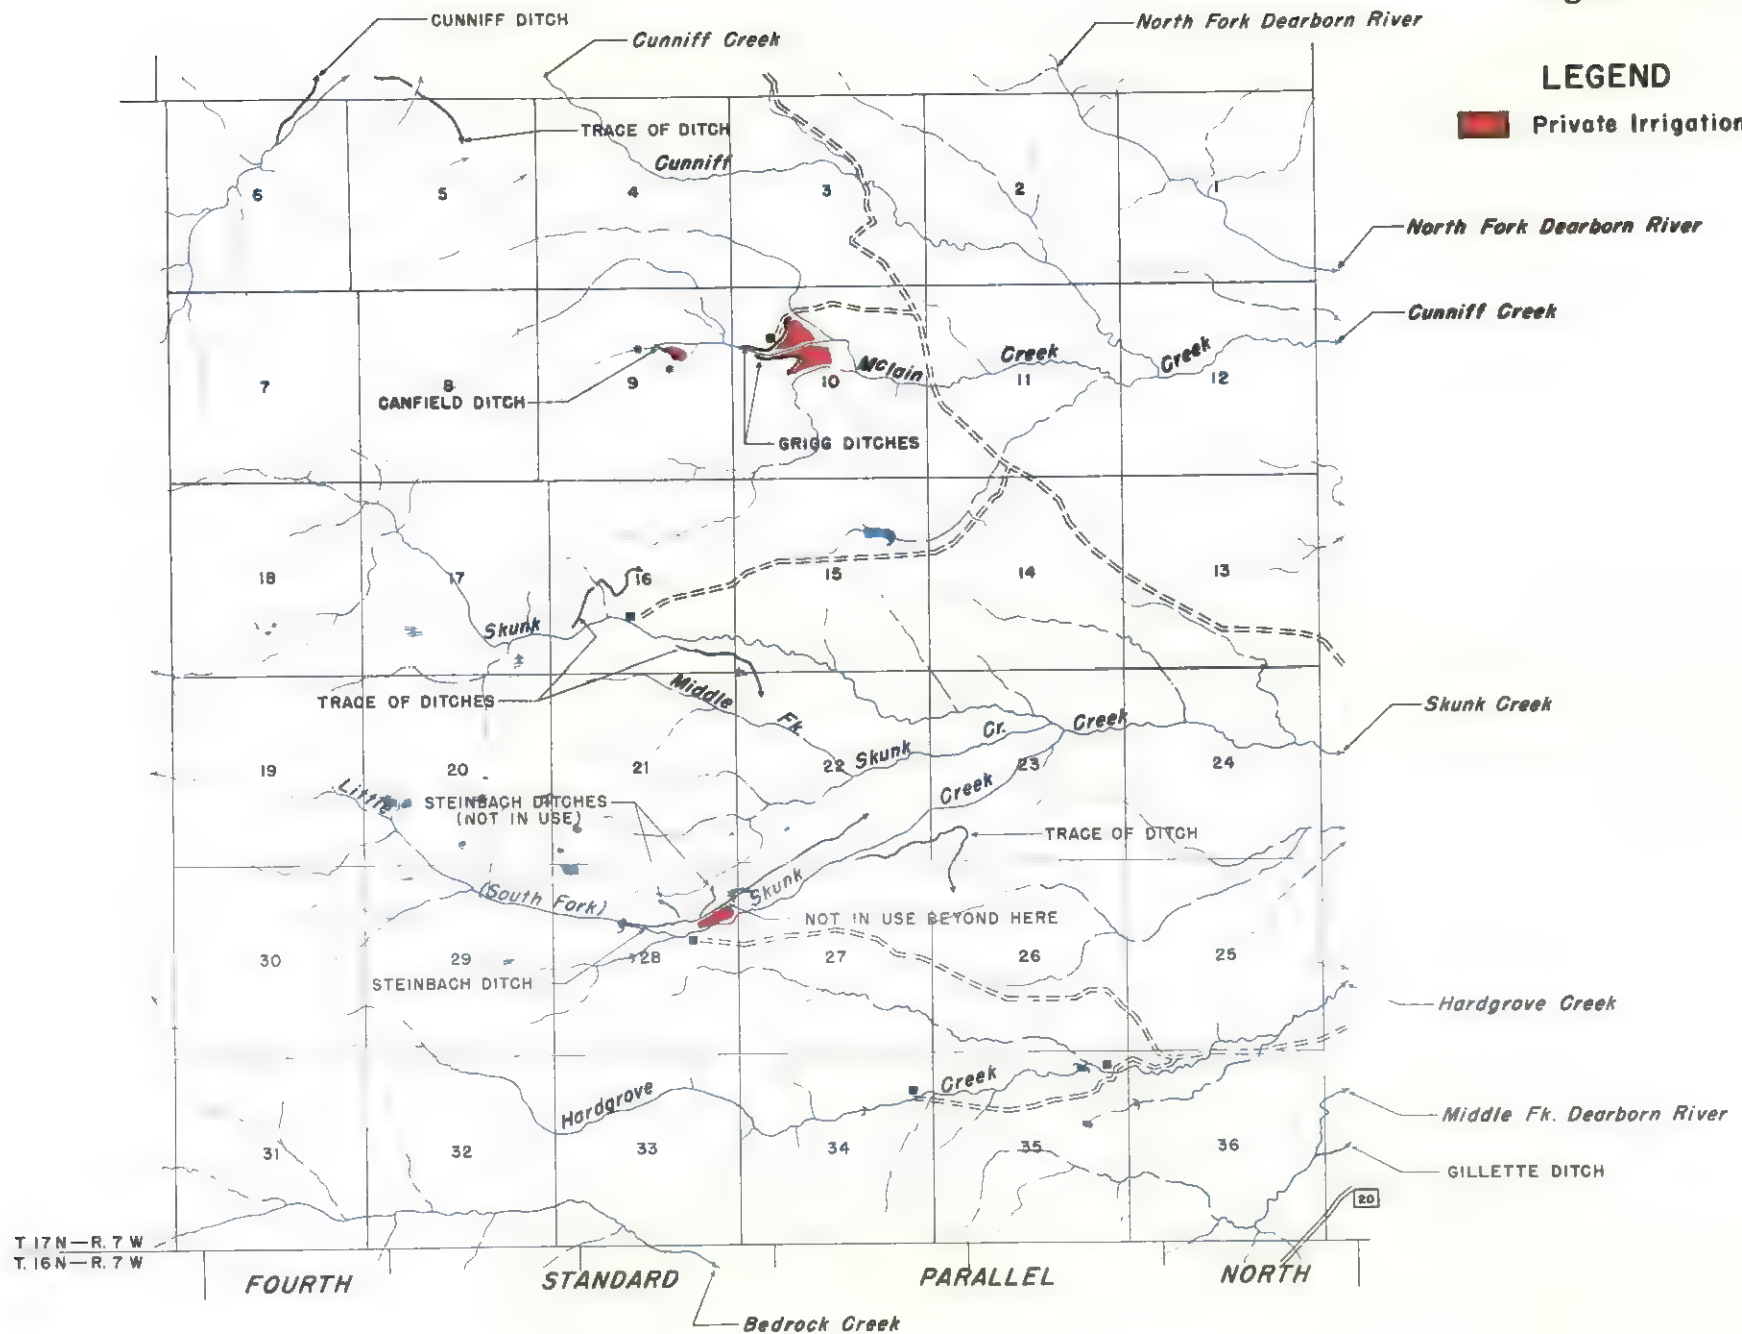 CUNNIFF DITCH
Cunniff Creek
North Fork Dearborn River
LEGEND
Private Irrigation
TRACE OF DITCH
Cunniff
6
5
4
3
2
1
North Fork Dearborn River
Cunniff Creek
McLain
Creek
Creek
7
8
9
10
11
12
CANFIELD DITCH
GRIGG DITCHES
18
17
16
15
14
13
Skunk
TRACE OF DITCHES
Middle
Fk.
Skunk
Cr.
Creek
Skunk Creek
19
20
21
22
23
24
Little
STEINBACH DITCHES
(NOT IN USE)
Creek
TRACE OF DITCH
(South Fork)
Skunk
NOT IN USE BEYOND HERE
30
29
28
27
26
25
STEINBACH DITCH
Hardgrove Creek
Hardgrove
Creek
Middle Fk. Dearborn River
31
32
33
34
35
36
GILLETTE DITCH
20
T. 17 N—R. 7 W
T. 16 N—R. 7 W
FOURTH STANDARD PARALLEL NORTH
Bedrock Creek